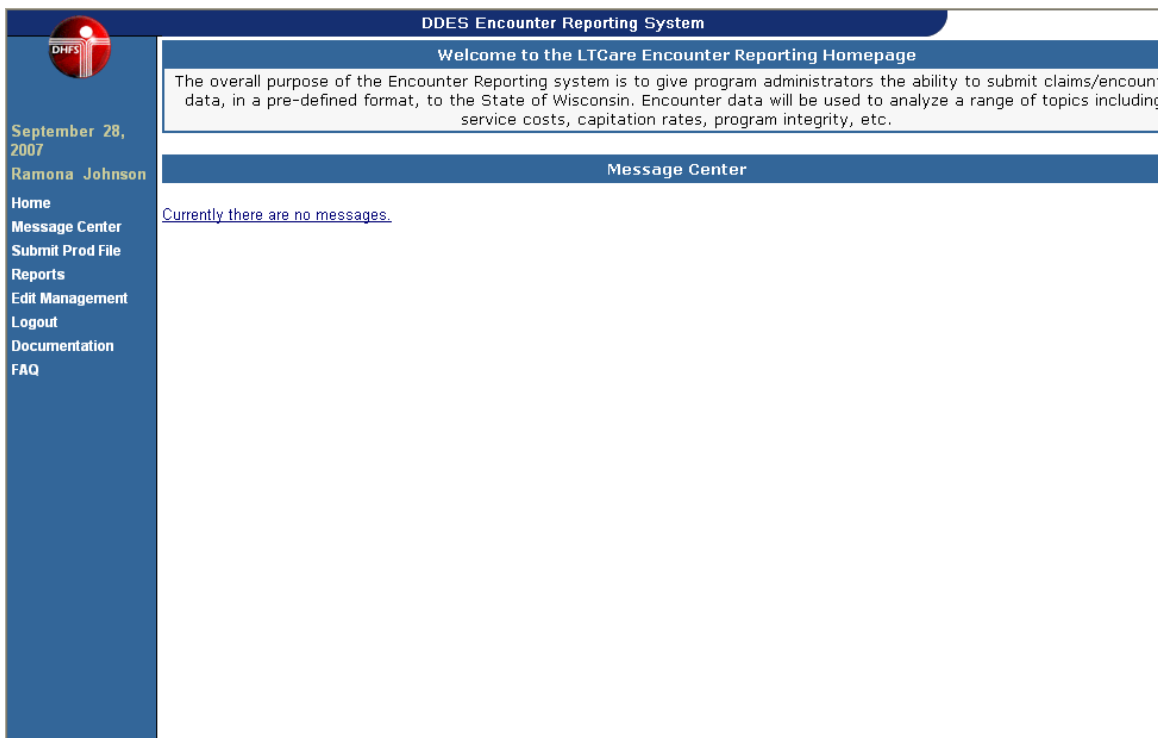 DDES Encounter Reporting System
DHFS
Welcome to the LTCare Encounter Reporting Homepage
The overall purpose of the Encounter Reporting system is to give program administrators the ability to submit claims/encoun
data, in a pre-defined format, to the State of Wisconsin. Encounter data will be used to analyze a range of topics including
service costs, capitation rates, program integrity, etc.
September 28,
2007
Ramona Johnson
Message Center
Home
Message Center
Submit Prod File
Reports
Edit Management
Logout
Documentation
FAQ
Currently there are no messages.